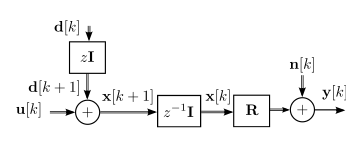 d[k]
zI
n[k]
d[k + 1]
x[k + 1]
x[k]
y[k]
u[k]
+
z⁻¹I
R
+